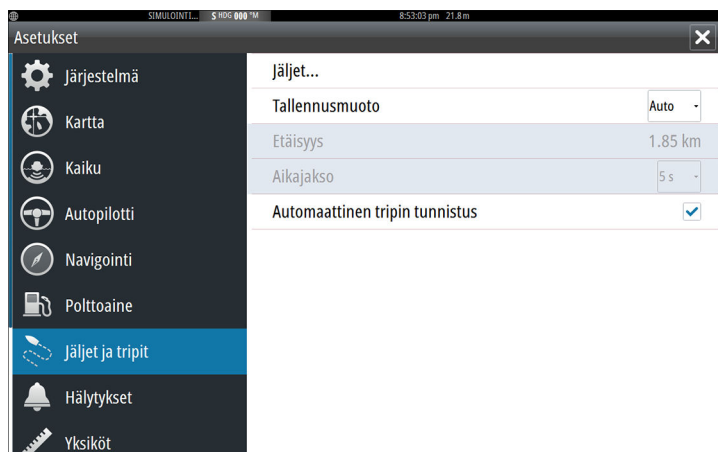 SIMULOINTI... S HDG 000 °M 8:53:03 pm 21.8 m
Asetukset
Järjestelmä
Kartta
Kaiku
Autopilotti
Navigointi
Polttoaine
Jäljet ja tripit
Hälytykset
Yksiköt
Jäljet...
Tallennusmuoto Auto
Etäisyys 1.85 km
Aikajakso 5 s
Automaattinen tripin tunnistus